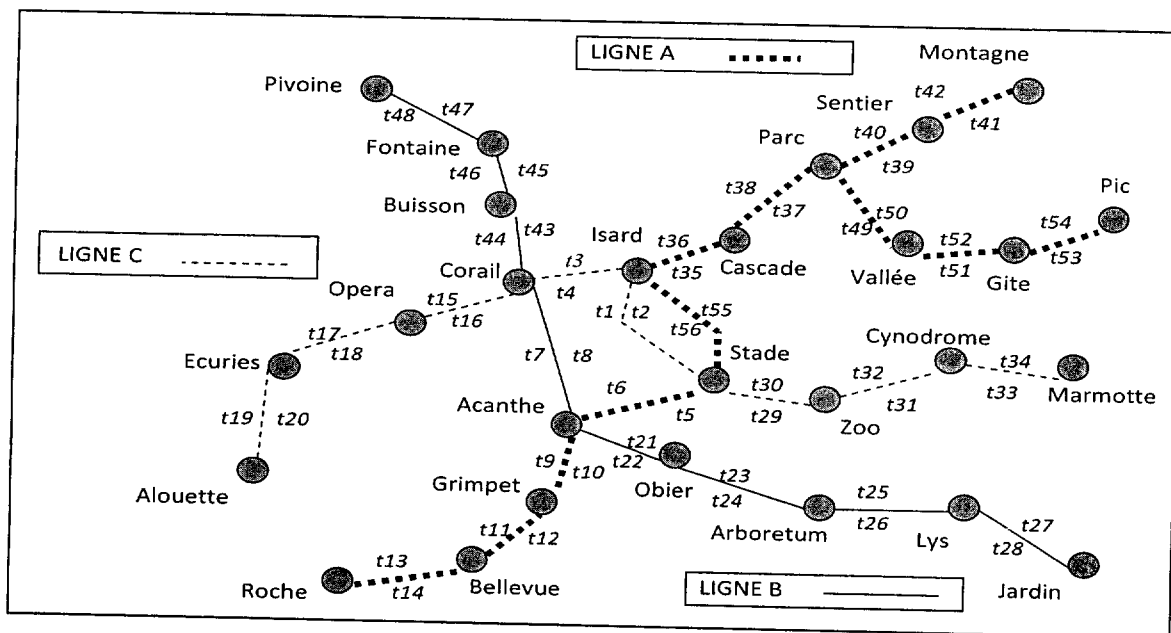 LIGNE A
Montagne
Pivoine
t47
t48
t42
Sentier
t41
Parc
t40
t39
Fontaine
t46
t45
t38
t37
Pic
Buisson
t43
t44
Isard
t36
t35
Cascade
t50
t49
Vallée
t52
t51
Gite
t54
t53
LIGNE C
Corail
t3
t4
Opera
t15
t16
t1
t2
t55
t56
t17
t18
Ecuries
t7
t8
Stade
Cynodrome
t30
t29
t32
t31
t34
t33
Marmotte
Zoo
t6
t5
Acanthe
t19
t20
Alouette
t21
t22
Obier
t9
t10
Grimpet
t23
t24
Arboretum
t25
t26
Lys
t27
t28
Jardin
t11
t12
Bellevue
t13
t14
Roche
LIGNE B